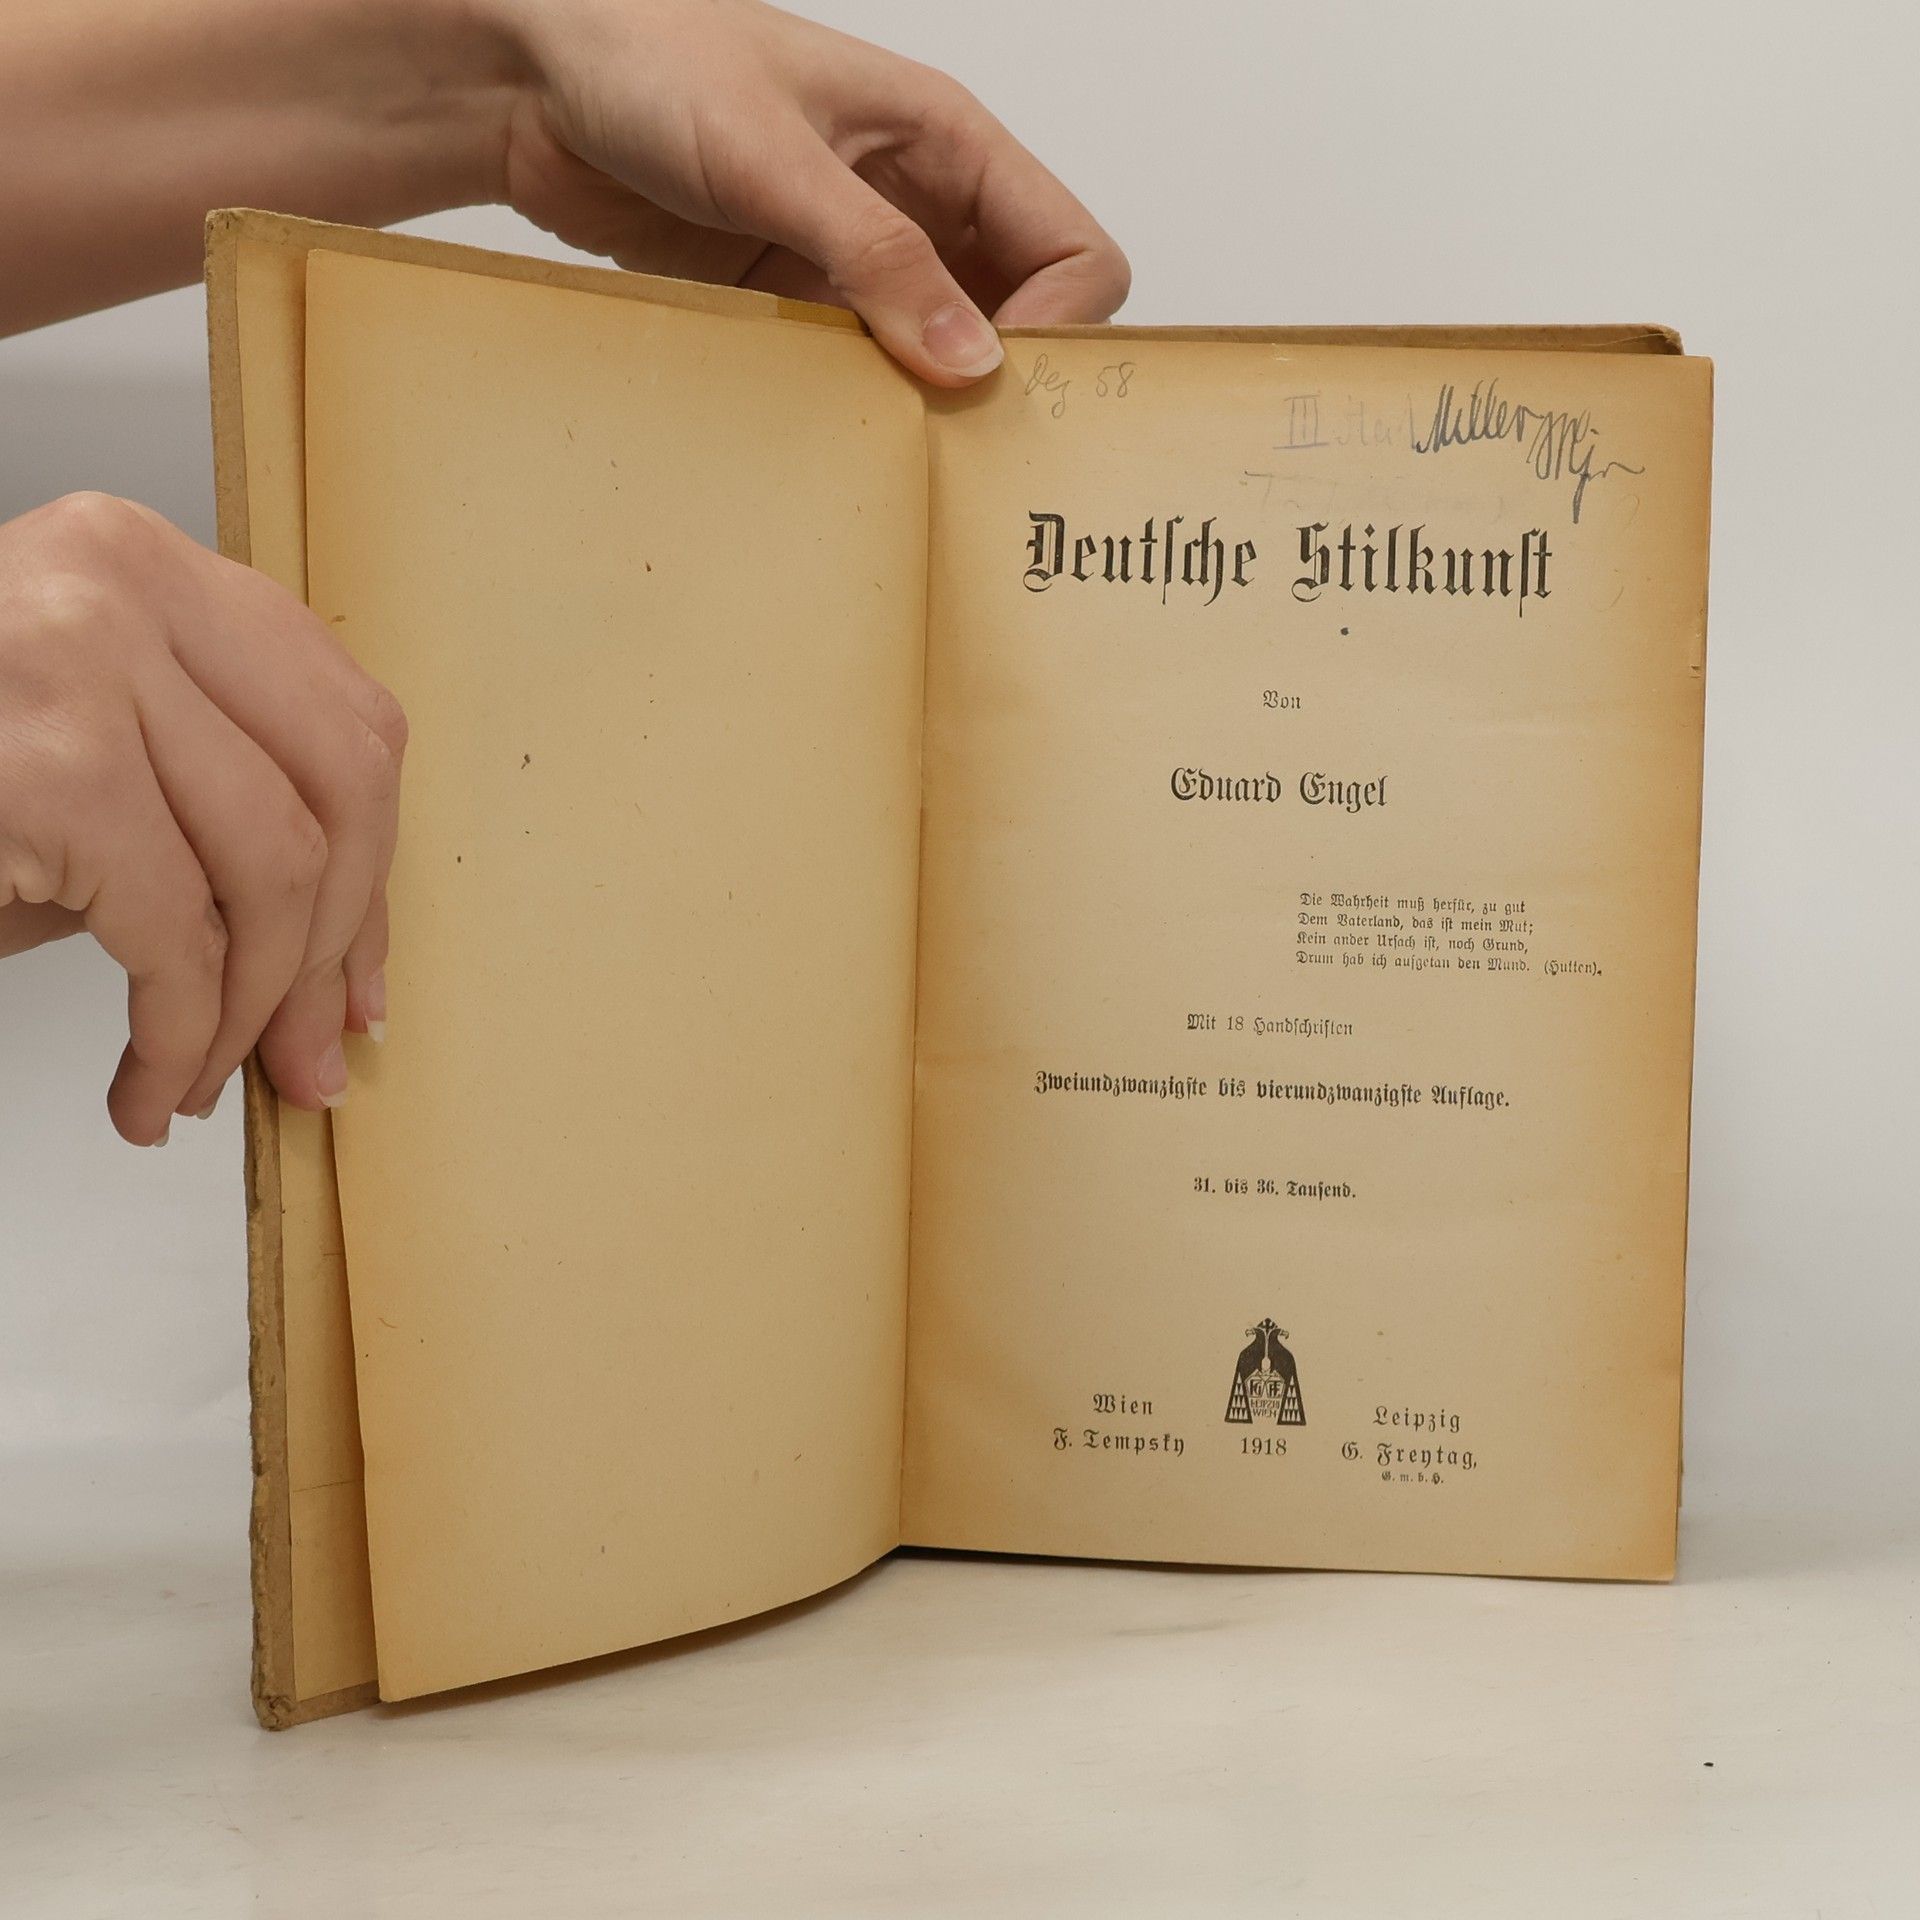 Dez. 58
III Miller
Deutſche Stilkunſt
Von
Eduard Engel
Die Wahrheit muß herfür, zu gut
Dem Vaterland, das iſt mein Mut;
Kein ander Urſach iſt, noch Grund,
Drum hab ich aufgetan den Mund. (Hutten).
Mit 18 Handſchriften
Zweiundzwanzigſte bis vierundzwanzigſte Auflage.
31. bis 36. Tauſend.
LEIPZIG
WIEN
Wien
F. Tempsky
1918
Leipzig
G. Freytag,
G. m. b. H.